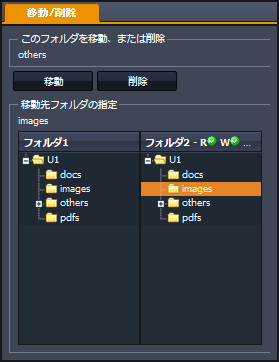 移動/削除
このフォルダを移動、または削除
others
移動 削除
移動先フォルダの指定
images
フォルダ1 フォルダ2 - R W ...
U1 U1
docs docs
images images
others others
pdfs pdfs